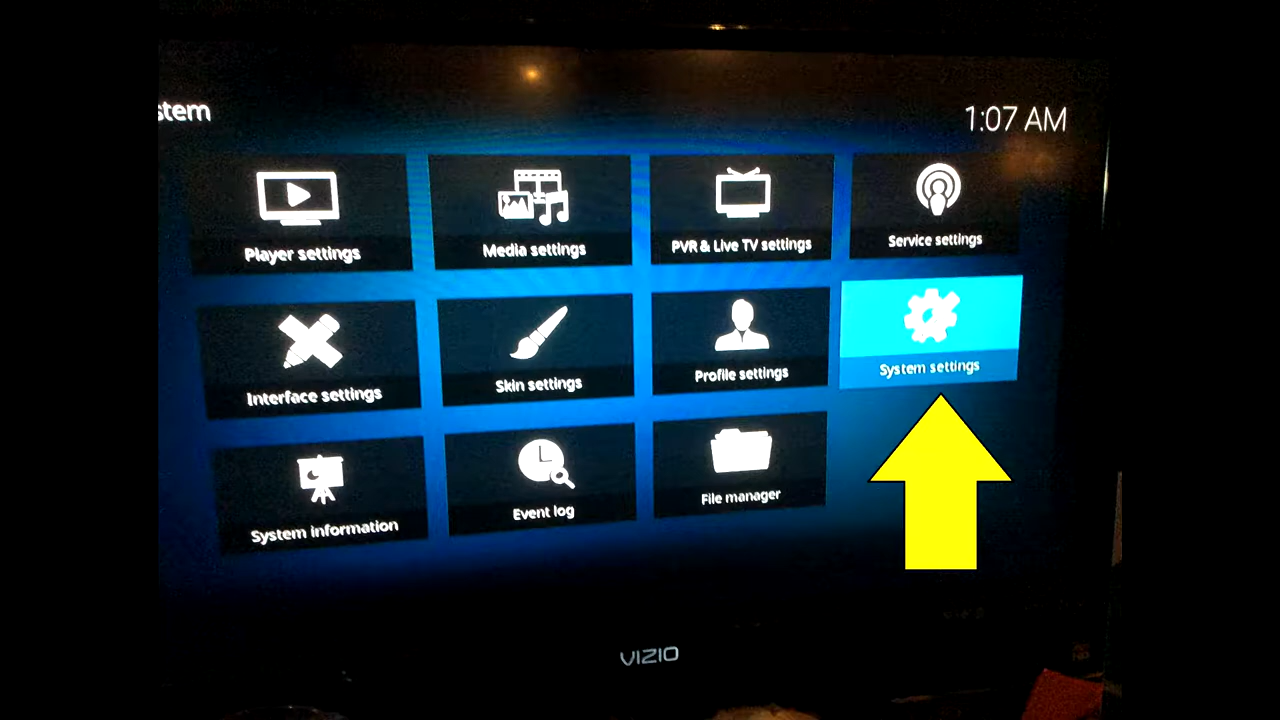 stem
1:07 AM
Player settings
Media settings
PVR & Live TV settings
Service settings
Interface settings
Skin settings
Profile settings
System settings
System information
Event log
File manager
VIZIO